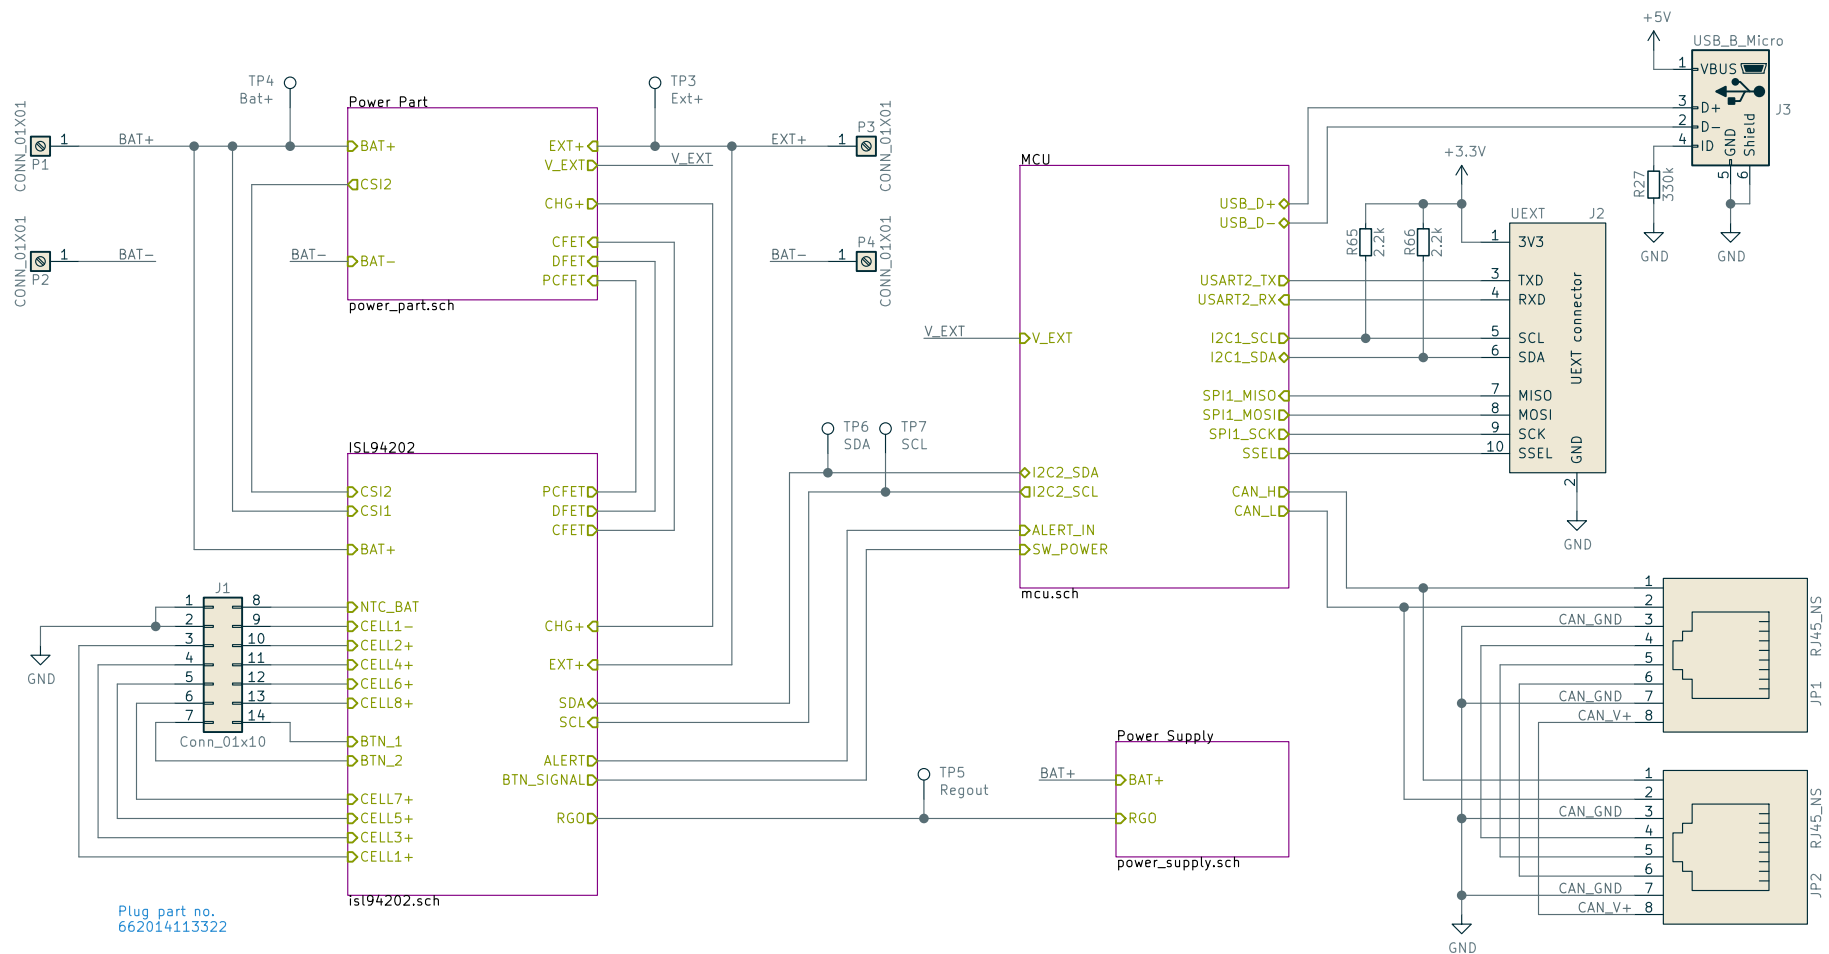 +5V
USB_B_Micro
1
VBUS
3
D+
2
D-
4
ID
GND
Shield
5
6
J3
R27
330k
GND
GND
TP4
Bat+
TP3
Ext+
CONN_01X01
1
P1
BAT+
CONN_01X01
1
P2
BAT-
Power Part
BAT+
CSI2
BAT-
EXT+
V_EXT
CHG+
CFET
DFET
PCFET
power_part.sch
BAT-
V_EXT
EXT+
1
P3
CONN_01X01
BAT-
1
P4
CONN_01X01
MCU
V_EXT
V_EXT
I2C2_SDA
I2C2_SCL
ALERT_IN
SW_POWER
USB_D+
USB_D-
USART2_TX
USART2_RX
I2C1_SCL
I2C1_SDA
SPI1_MISO
SPI1_MOSI
SPI1_SCK
SSEL
CAN_H
CAN_L
mcu.sch
+3.3V
R65
2.2k
R66
2.2k
UEXT
J2
1
3V3
3
TXD
4
RXD
5
SCL
6
SDA
7
MISO
8
MOSI
9
SCK
10
SSEL
UEXT connector
GND
2
GND
TP6
SDA
TP7
SCL
ISL94202
CSI2
CSI1
BAT+
NTC_BAT
CELL1-
CELL2+
CELL4+
CELL6+
CELL8+
BTN_1
BTN_2
CELL7+
CELL5+
CELL3+
CELL1+
PCFET
DFET
CFET
CHG+
EXT+
SDA
SCL
ALERT
BTN_SIGNAL
RGO
isl94202.sch
J1
1
8
2
9
3
10
4
11
5
12
6
13
7
14
Conn_01x10
GND
TP5
Regout
Power Supply
BAT+
BAT+
RGO
power_supply.sch
1
2
CAN_GND
3
4
5
6
CAN_GND
7
CAN_V+
8
RJ45_NS
JP1
1
2
CAN_GND
3
4
5
6
CAN_GND
7
CAN_V+
8
RJ45_NS
JP2
GND
Plug part no.
662014113322